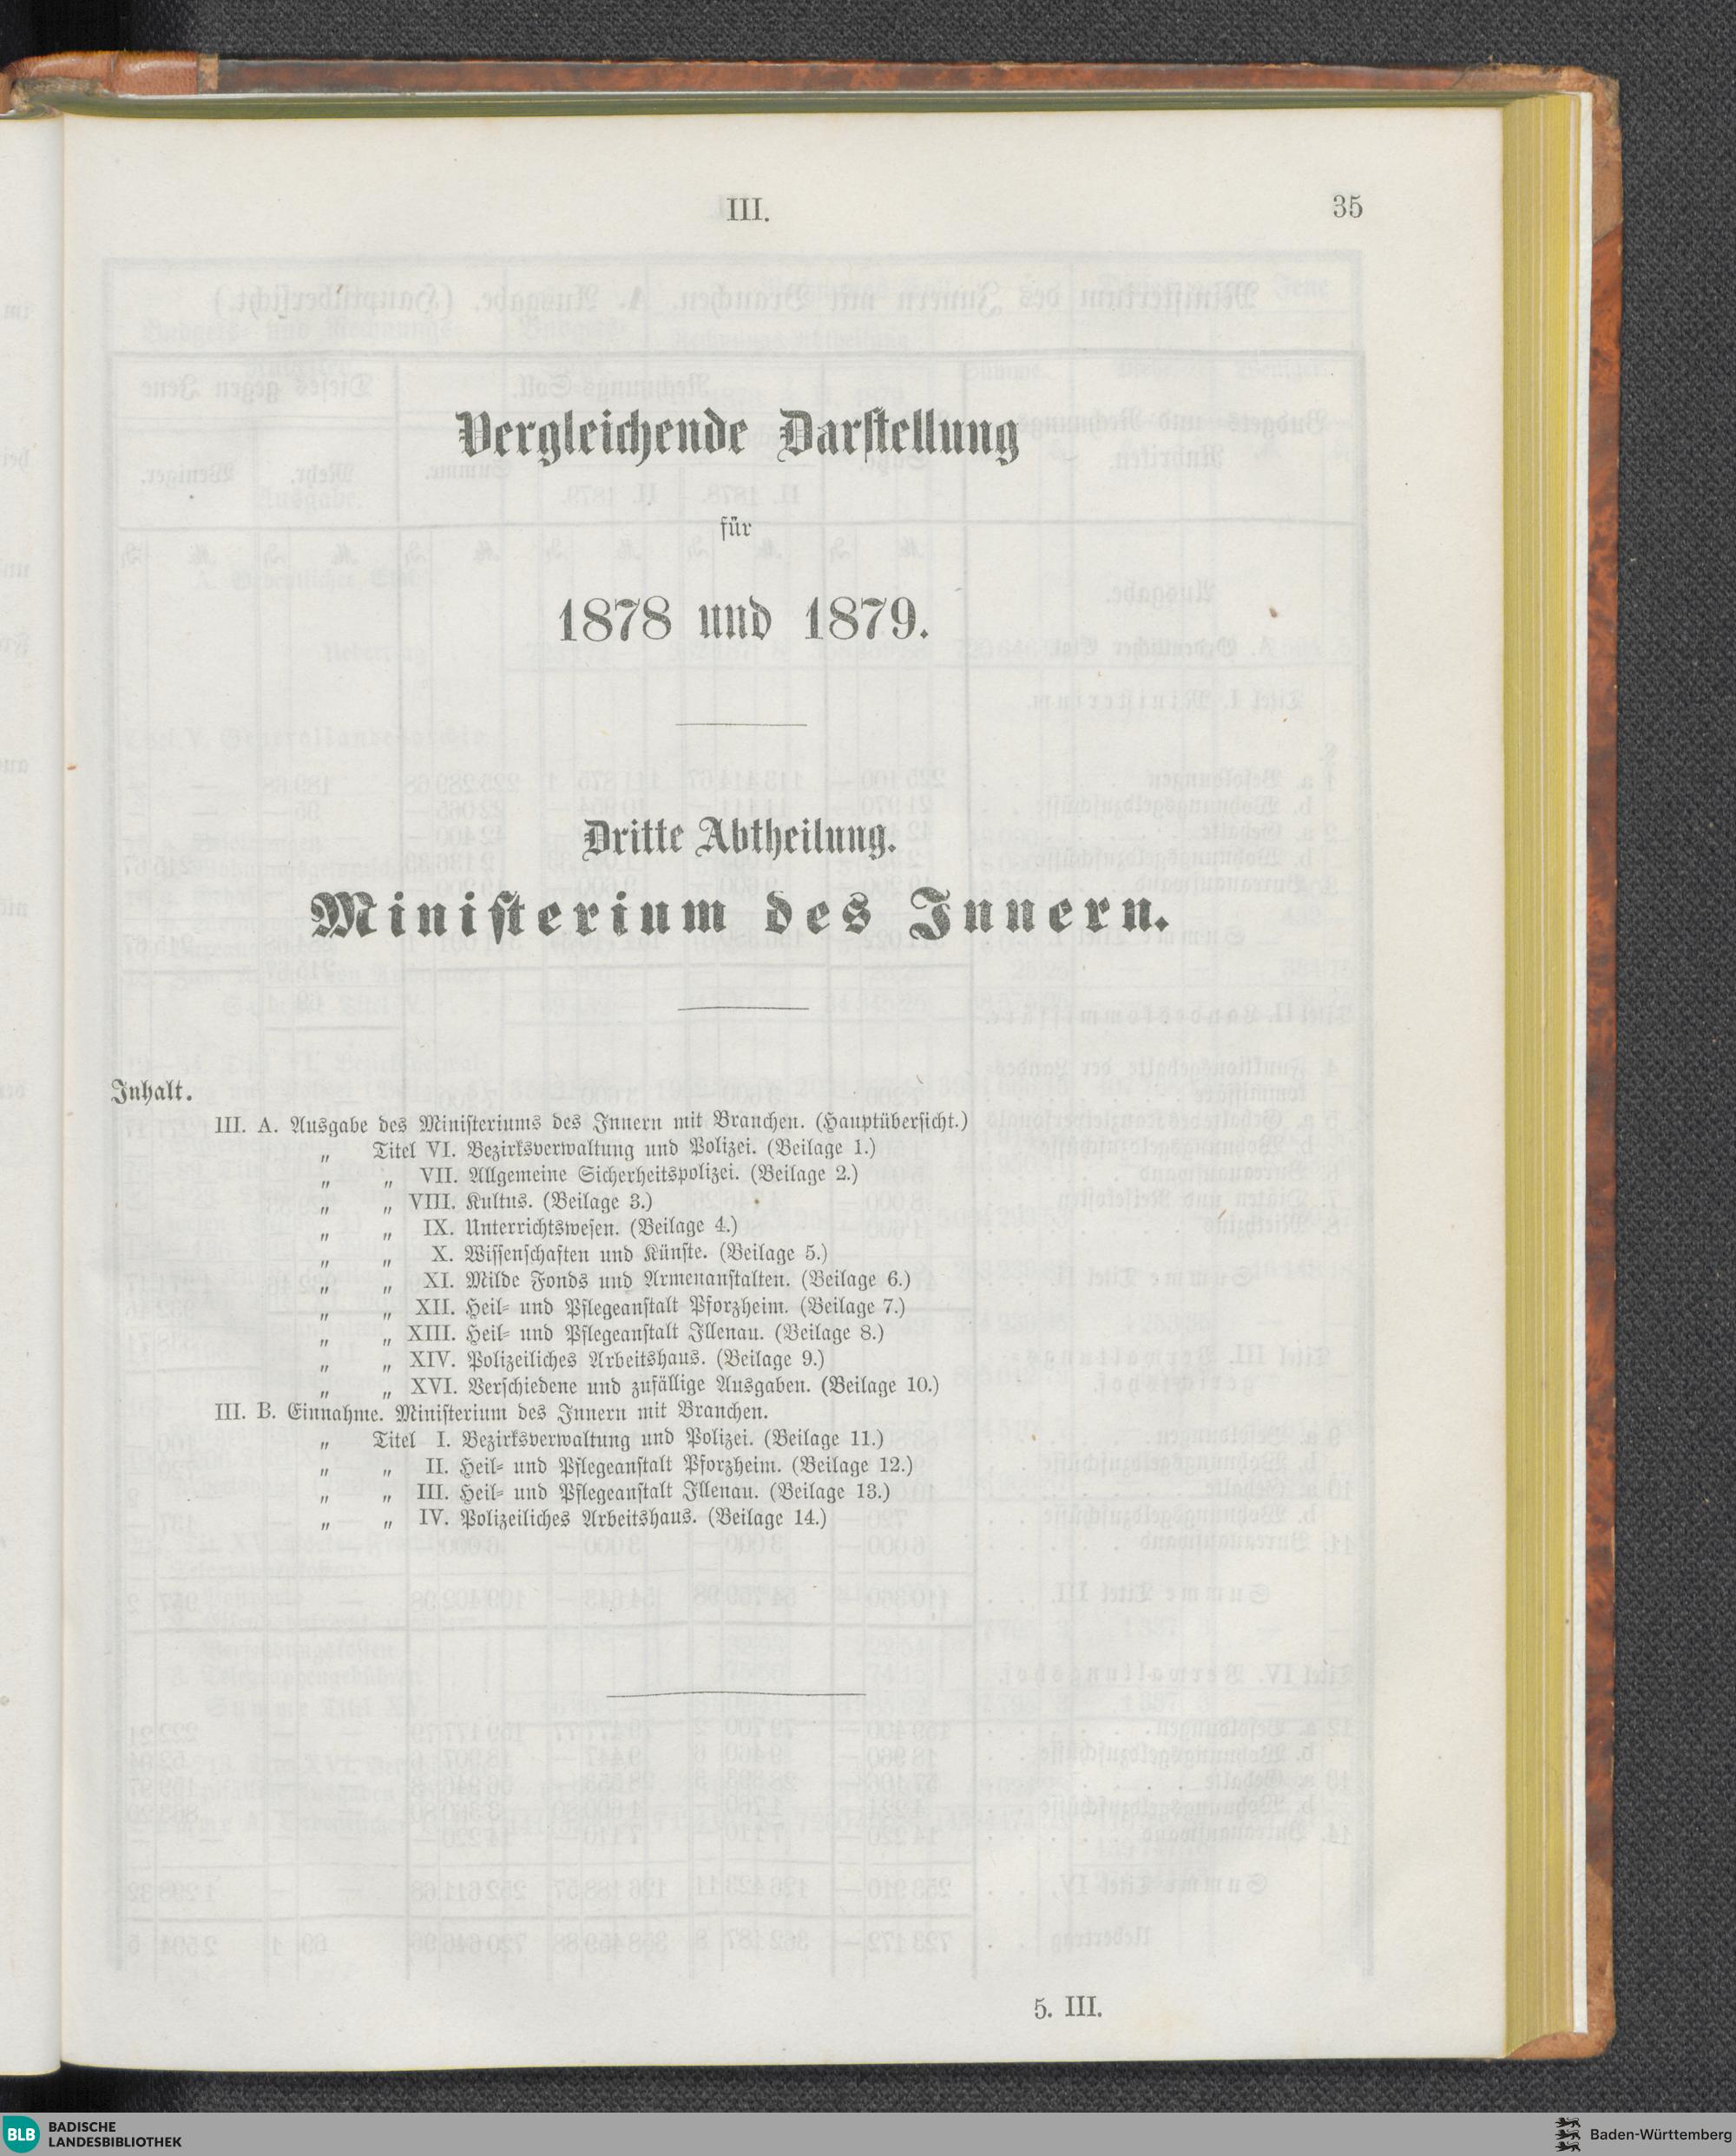 III.
35
Vergleichende Darstellung
für
1878 und 1879.
Dritte Abtheilung.
Ministerium des Innern.
Inhalt.
III. A. Ausgabe des Ministeriums des Innern mit Branchen. (Hauptübersicht.)
„ Titel VI. Bezirksverwaltung und Polizei. (Beilage 1.)
„ „ VII. Allgemeine Sicherheitspolizei. (Beilage 2.)
„ „ VIII. Kultus. (Beilage 3.)
„ „ IX. Unterrichtswesen. (Beilage 4.)
„ „ X. Wissenschaften und Künste. (Beilage 5.)
„ „ XI. Milde Fonds und Armenanstalten. (Beilage 6.)
„ „ XII. Heil- und Pflegeanstalt Pforzheim. (Beilage 7.)
„ „ XIII. Heil- und Pflegeanstalt Illenau. (Beilage 8.)
„ „ XIV. Polizeiliches Arbeitshaus. (Beilage 9.)
„ „ XVI. Verschiedene und zufällige Ausgaben. (Beilage 10.)
III. B. Einnahme. Ministerium des Innern mit Branchen.
„ Titel I. Bezirksverwaltung und Polizei. (Beilage 11.)
„ „ II. Heil- und Pflegeanstalt Pforzheim. (Beilage 12.)
„ „ III. Heil- und Pflegeanstalt Illenau. (Beilage 13.)
„ „ IV. Polizeiliches Arbeitshaus. (Beilage 14.)
5. III.
BLB BADISCHE
LANDESBIBLIOTHEK
Baden-Württemberg